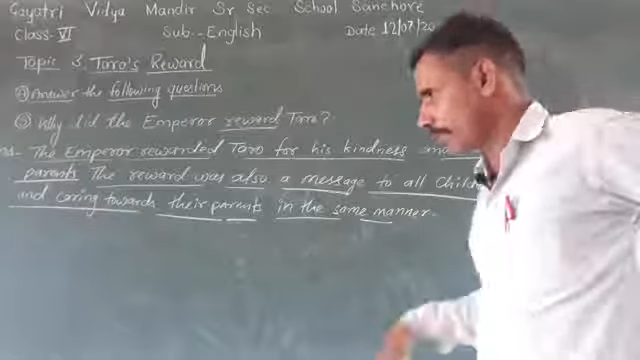 Gayatri Vidya Mandir Sr Sec School Sanchore
Class-VI Sub-English Date 12/07/20
Topic 3. Taro's Reward
Answer the following questions
Why did the Emperor reward Taro?
Ans- The Emperor rewarded Taro for his kindness and
parents The reward was also a message to all Child
and caring towards their parents in the same manner.